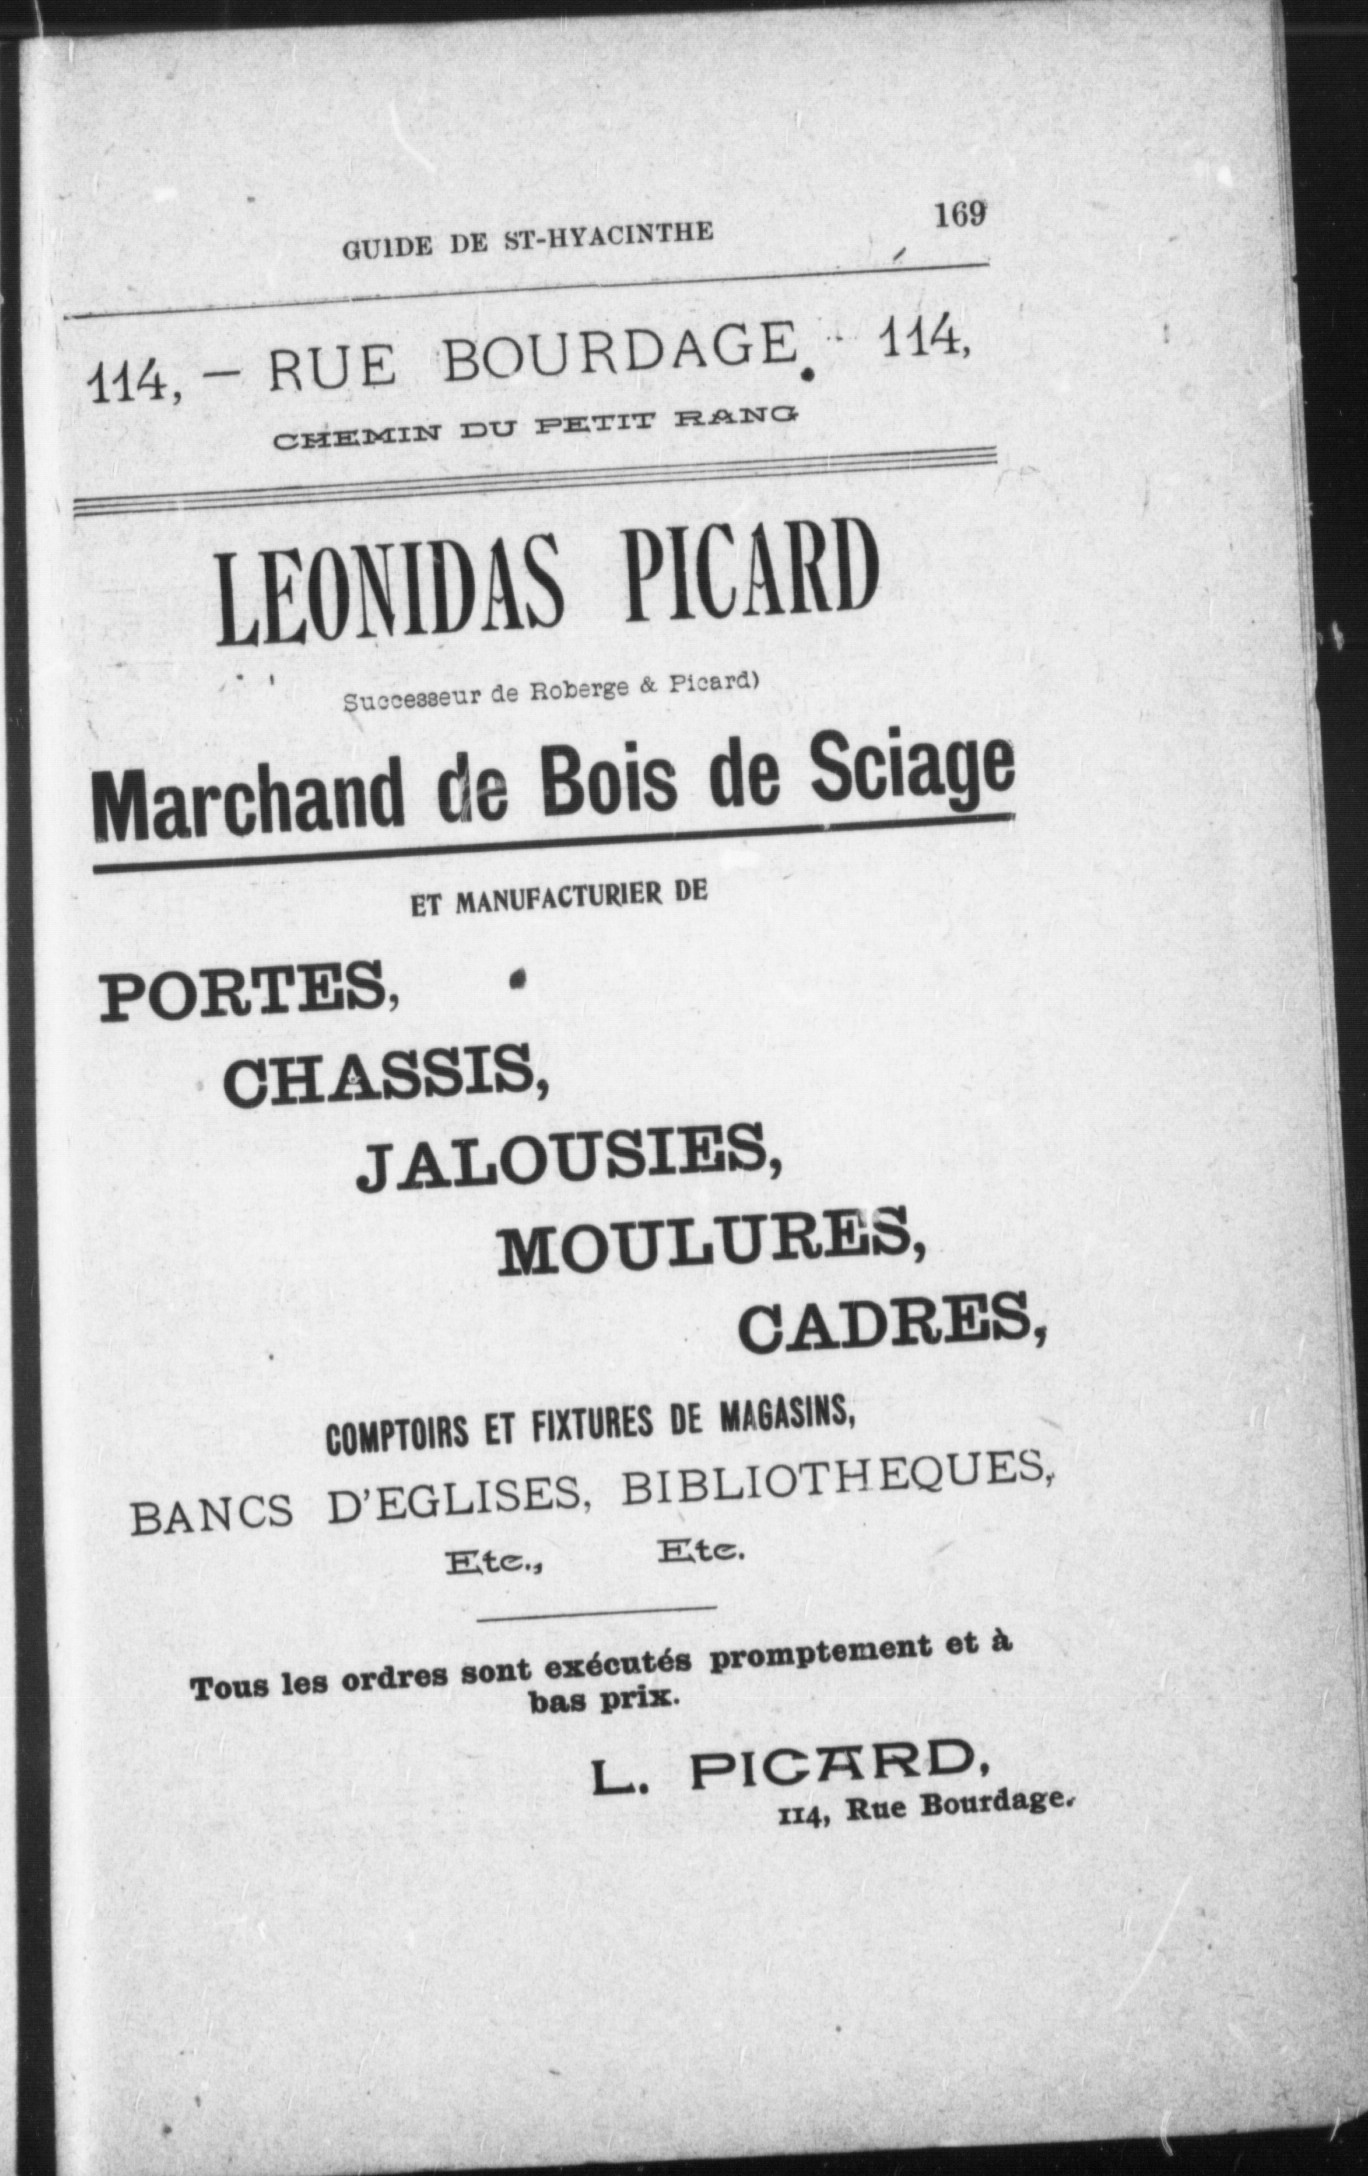 GUIDE DE ST-HYACINTHE 169
114, — RUE BOURDAGE. 114,
CHEMIN DU PETIT RANG
LEONIDAS PICARD
Successeur de Roberge & Picard)
Marchand de Bois de Sciage
ET MANUFACTURIER DE
PORTES,
CHASSIS,
JALOUSIES,
MOULURES,
CADRES,
COMPTOIRS ET FIXTURES DE MAGASINS,
BANCS D'EGLISES, BIBLIOTHEQUES,
Etc., Etc.
Tous les ordres sont exécutés promptement et à
bas prix.
L. PICARD,
114, Rue Bourdage.